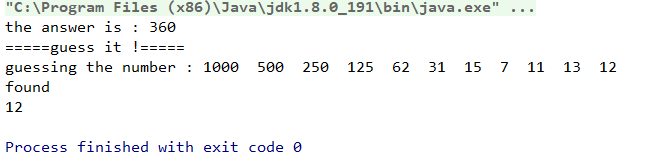 "C:\Program Files (x86)\Java\jdk1.8.0_191\bin\java.exe" ...
the answer is : 360
=====guess it !=====
guessing the number : 1000  500  250  125  62  31  15  7  11  13  12
found
12
Process finished with exit code 0